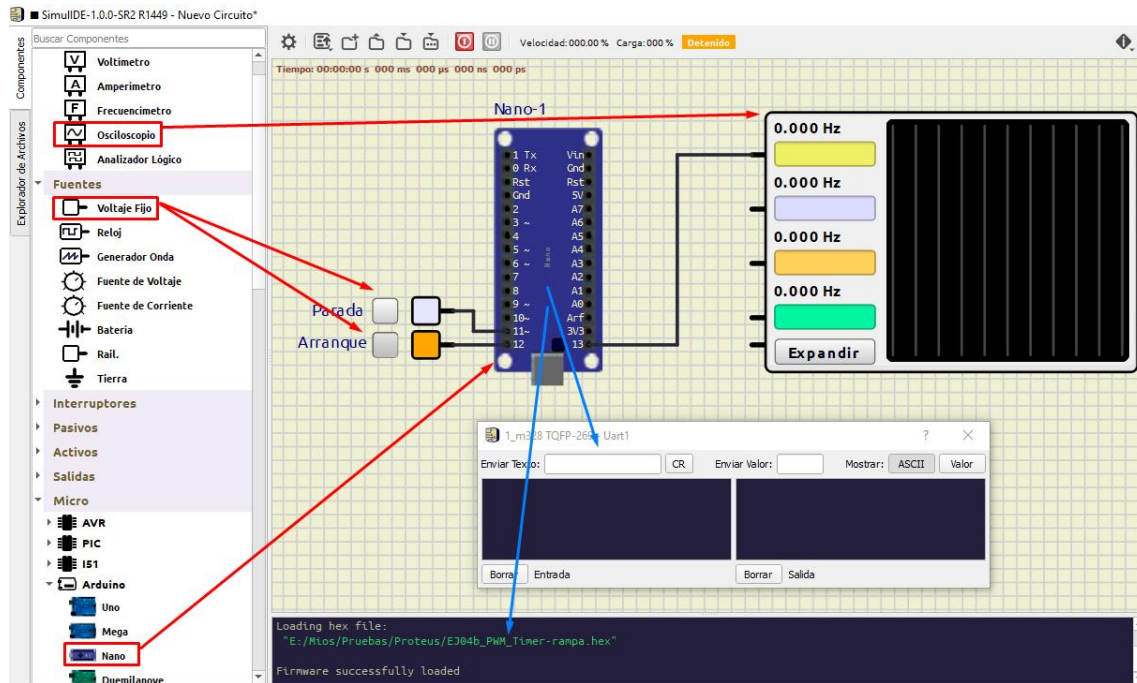 SimulIDE-1.0.0-SR2 R1449 - Nuevo Circuito*
Componentes
Explorador de Archivos
Buscar Componentes
Voltimetro
Amperimetro
Frecuencimetro
Osciloscopio
Analizador Lógico
Fuentes
Voltaje Fijo
Reloj
Generador Onda
Fuente de Voltaje
Fuente de Corriente
Bateria
Rail.
Tierra
Interruptores
Pasivos
Activos
Salidas
Micro
AVR
PIC
I51
Arduino
Uno
Mega
Nano
Duemilanove
Velocidad: 000.00 % Carga: 000 % Detenido
Tiempo: 00:00:00 s 000 ms 000 µs 000 ns 000 ps
Nano-1
1 Tx Vin
0 Rx Gnd
Rst Rst
Gnd 5V
2 A7
3 ~ A6
4 A5
5 ~ A4
6 ~ A3
7 A2
8 A1
9 ~ A0
10~ Arf
11~ 3V3
12 13
Nano
Parada
Arranque
0.000 Hz
0.000 Hz
0.000 Hz
0.000 Hz
Expandir
Uart1
Enviar Texto: CR Enviar Valor: Mostrar: ASCII Valor
Borrar Entrada Borrar Salida
Loading hex file:
"E:/Mios/Pruebas/Proteus/EJ04b_PWM_Timer-rampa.hex"
Firmware successfully loaded